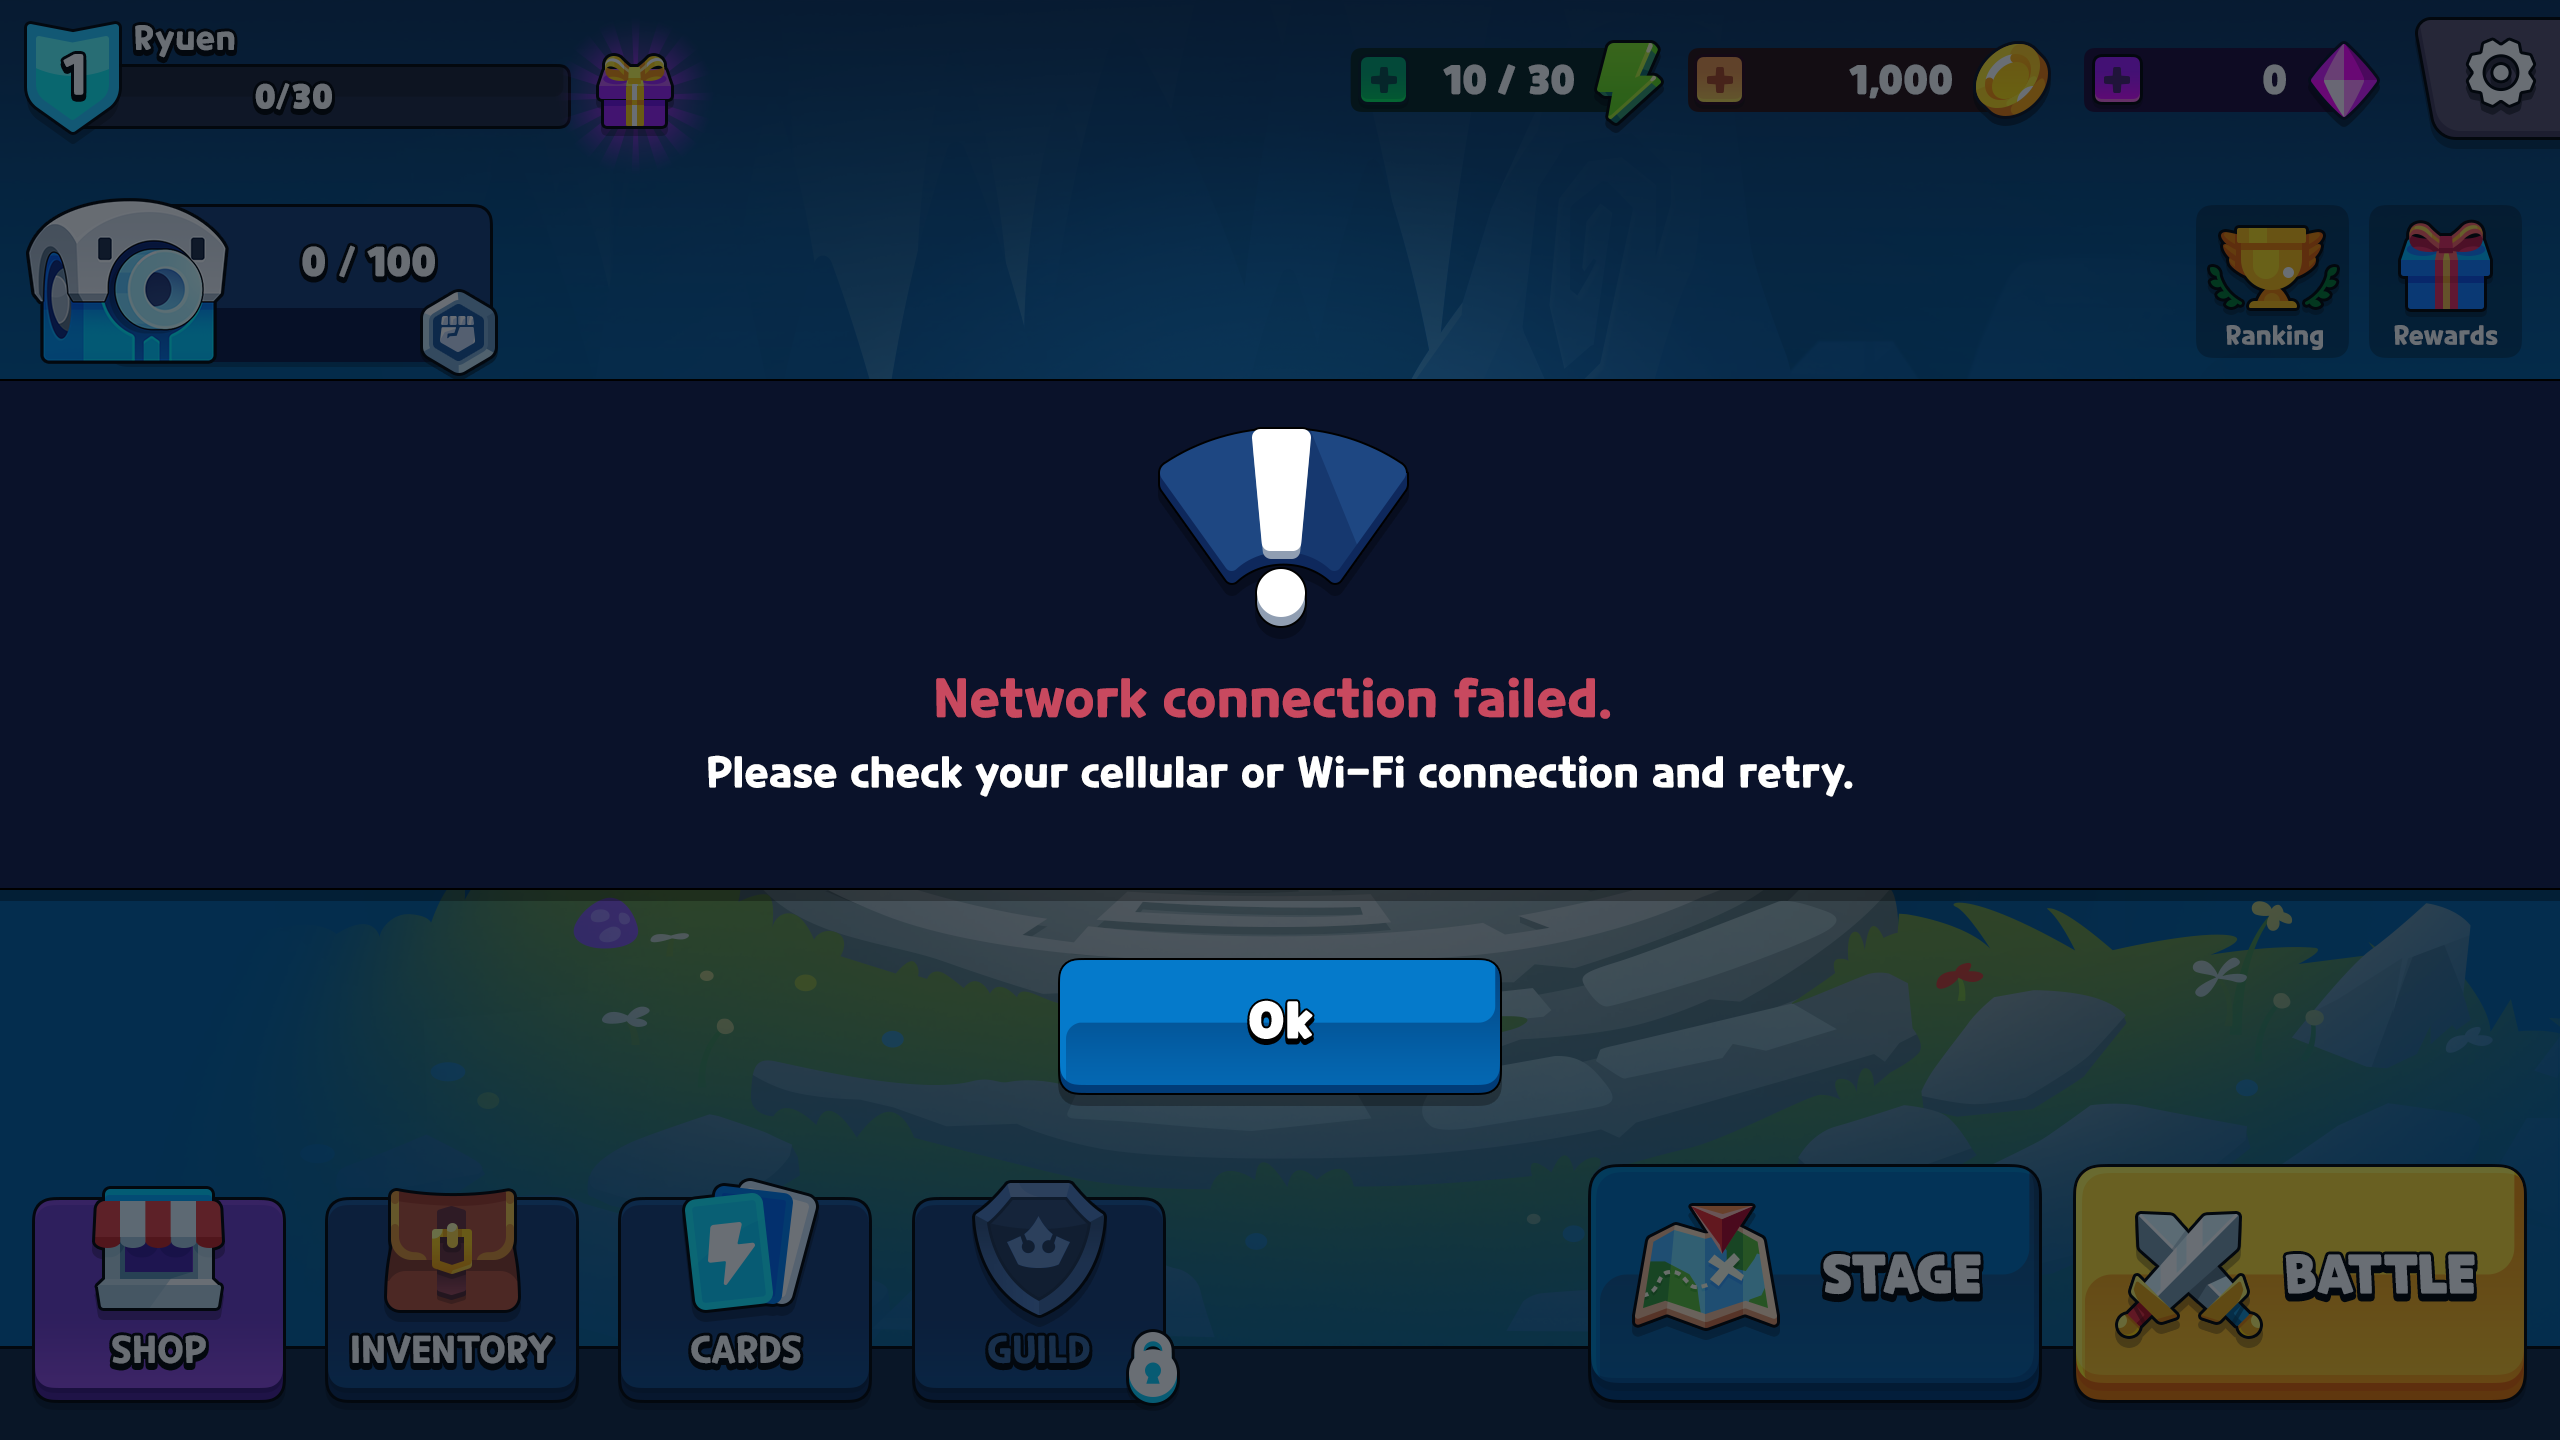 1
Ryuen
0/30
10 / 30
1,000
0
0 / 100
Ranking
Rewards
Network connection failed.
Please check your cellular or Wi-Fi connection and retry.
Ok
SHOP
INVENTORY
CARDS
GUILD
STAGE
BATTLE